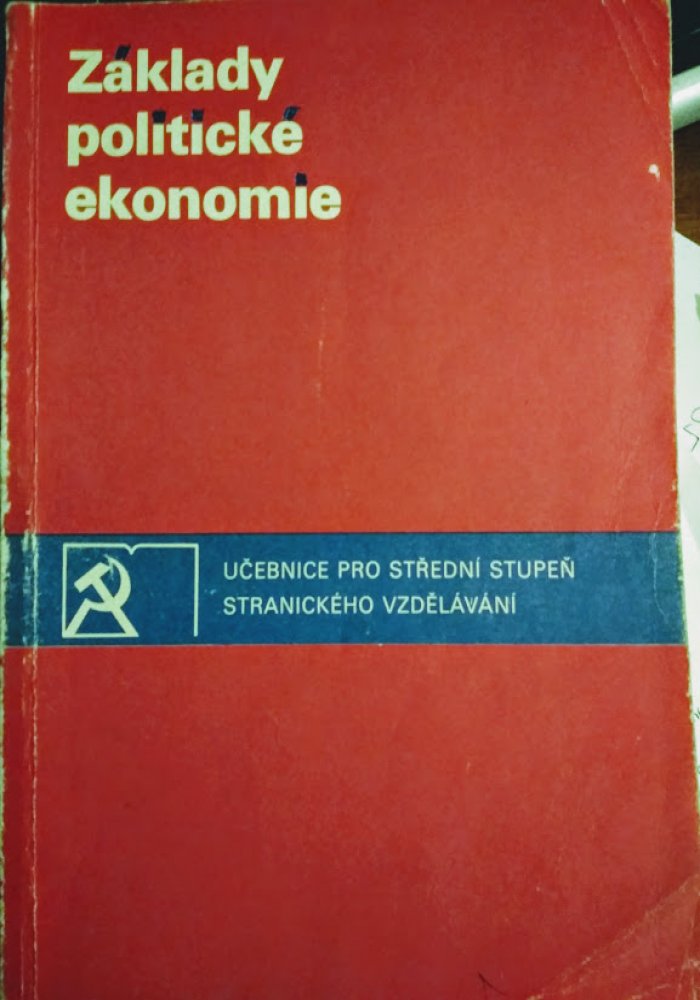 Základy
politické
ekonomie
UČEBNICE PRO STŘEDNÍ STUPEŇ
STRANICKÉHO VZDĚLÁVÁNÍ